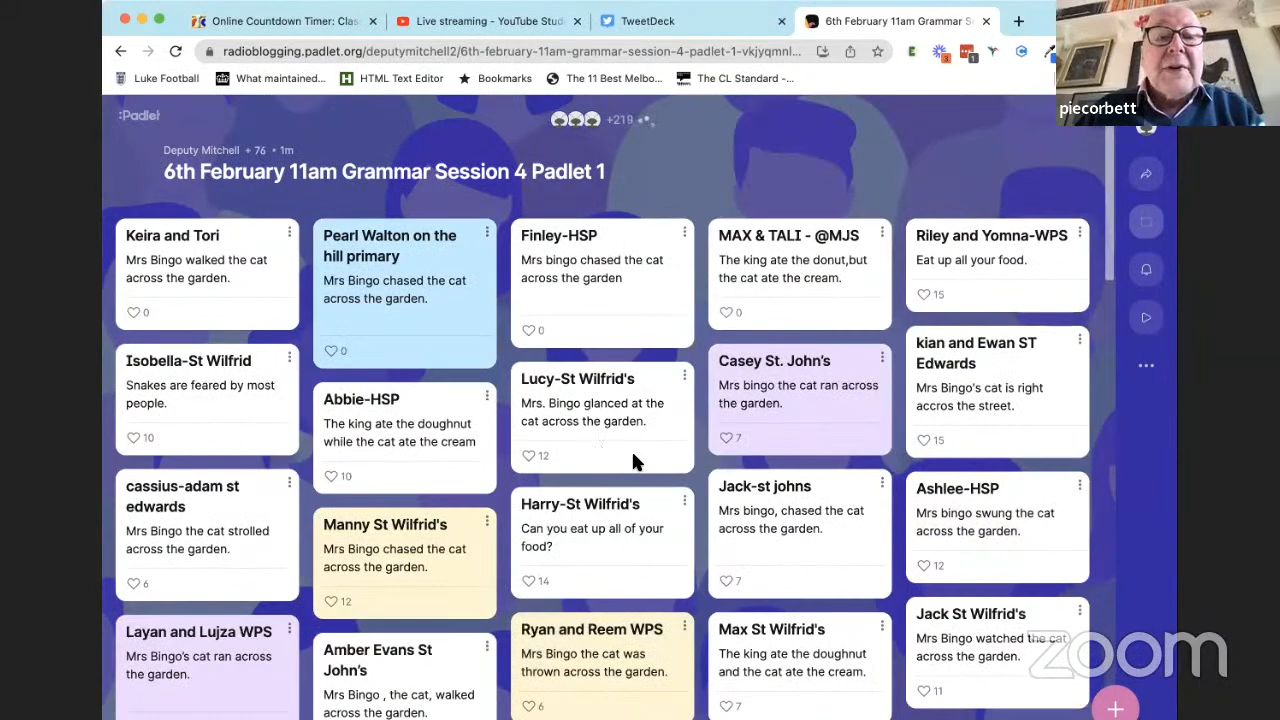 Online Countdown Timer: Clas
Live streaming - YouTube Stud
TweetDeck
6th February 11am Grammar S
radioblogging.padlet.org/deputymitchell2/6th-february-11am-grammar-session-4-padlet-1-vkjyqmnl...
3
1
Luke Football
What maintained...
HTML Text Editor
Bookmarks
The 11 Best Melbo...
The CL Standard -...
piecorbett
:Padlet
+219
Deputy Mitchell + 76 • 1m
6th February 11am Grammar Session 4 Padlet 1
Keira and Tori
Mrs Bingo walked the cat
across the garden.
0
Isobella-St Wilfrid
Snakes are feared by most
people.
10
cassius-adam st
edwards
Mrs Bingo the cat strolled
across the garden.
6
Layan and Lujza WPS
Mrs Bingo's cat ran across
the garden.
Pearl Walton on the
hill primary
Mrs Bingo chased the cat
across the garden.
0
Abbie-HSP
The king ate the doughnut
while the cat ate the cream
10
Manny St Wilfrid's
Mrs Bingo chased the cat
across the garden.
12
Amber Evans St
John's
Mrs Bingo , the cat, walked
across the garden.
Finley-HSP
Mrs bingo chased the cat
across the garden
0
Lucy-St Wilfrid's
Mrs. Bingo glanced at the
cat across the garden.
12
Harry-St Wilfrid's
Can you eat up all of your
food?
14
Ryan and Reem WPS
Mrs Bingo the cat was
thrown across the garden.
6
MAX & TALI - @MJS
The king ate the donut,but
the cat ate the cream.
0
Casey St. John's
Mrs bingo the cat ran across
the garden.
7
Jack-st johns
Mrs bingo, chased the cat
across the garden.
7
Max St Wilfrid's
The king ate the doughnut
and the cat ate the cream.
7
Riley and Yomna-WPS
Eat up all your food.
15
kian and Ewan ST
Edwards
Mrs Bingo's cat is right
accros the street.
15
Ashlee-HSP
Mrs bingo swung the cat
across the garden.
12
Jack St Wilfrid's
Mrs Bingo watched the cat
across the garden.
11
zoom